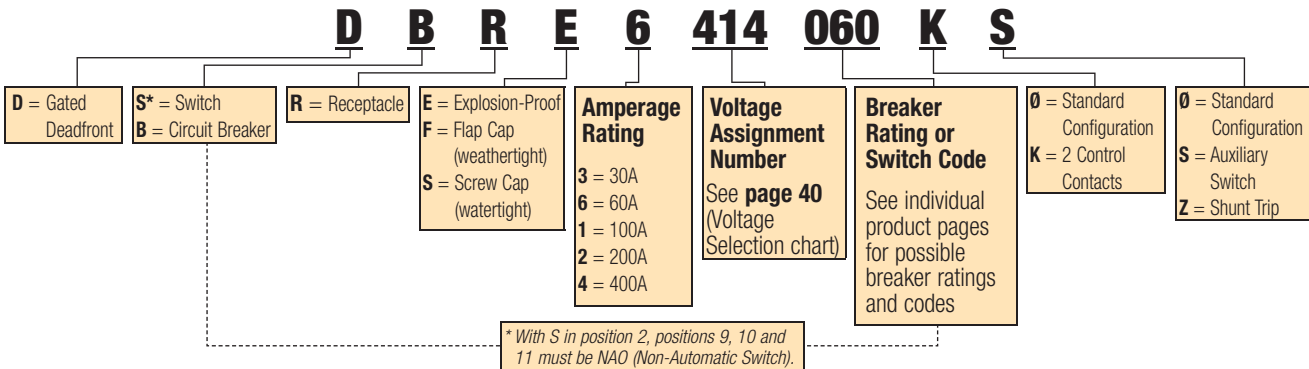 D B R E 6 414 060 K S
D = Gated
Deadfront
S* = Switch
B = Circuit Breaker
R = Receptacle
E = Explosion-Proof
F = Flap Cap
(weathertight)
S = Screw Cap
(watertight)
Amperage
Rating
3 = 30A
6 = 60A
1 = 100A
2 = 200A
4 = 400A
Voltage
Assignment
Number
See page 40
(Voltage
Selection chart)
Breaker
Rating or
Switch Code
See individual
product pages
for possible
breaker ratings
and codes
Ø = Standard
Configuration
K = 2 Control
Contacts
Ø = Standard
Configuration
S = Auxiliary
Switch
Z = Shunt Trip
* With S in position 2, positions 9, 10 and
11 must be NAO (Non-Automatic Switch).